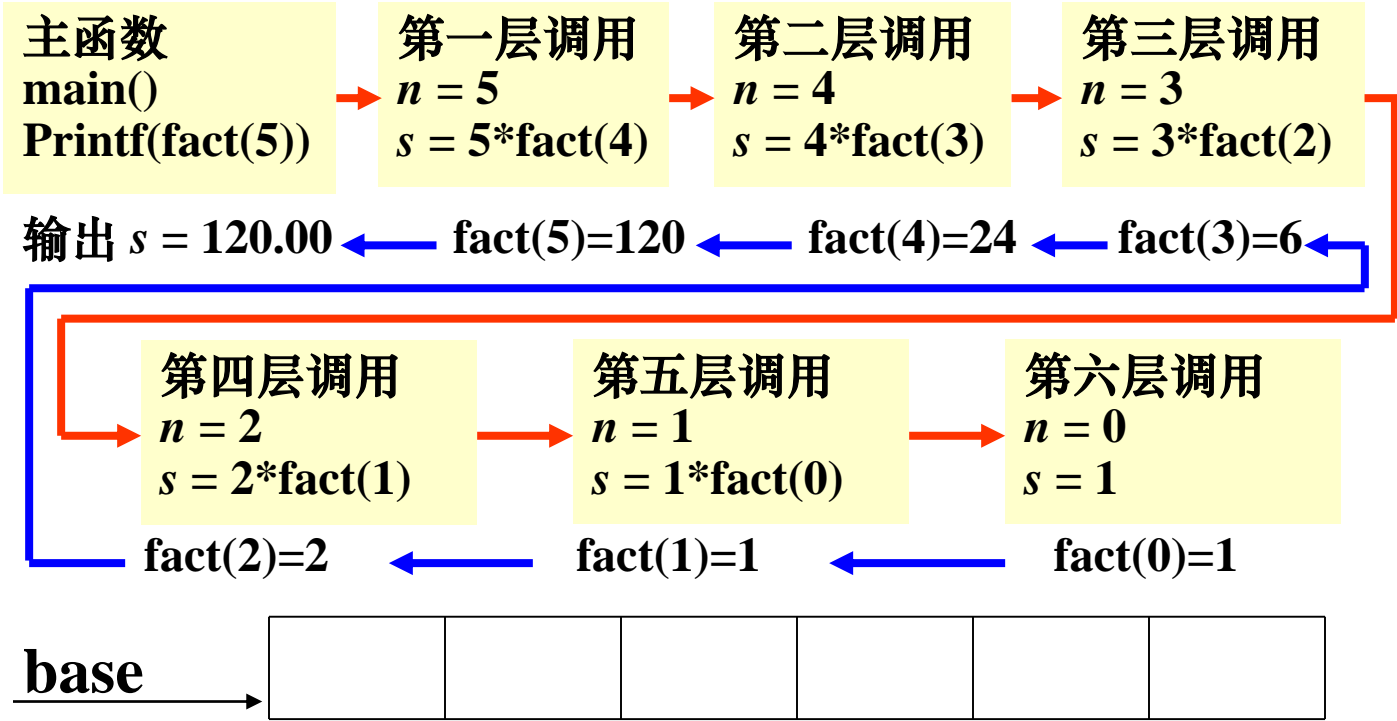 主函数
main()
Printf(fact(5))
第一层调用
n = 5
s = 5*fact(4)
第二层调用
n = 4
s = 4*fact(3)
第三层调用
n = 3
s = 3*fact(2)
输出 s = 120.00
fact(5)=120
fact(4)=24
fact(3)=6
第四层调用
n = 2
s = 2*fact(1)
第五层调用
n = 1
s = 1*fact(0)
第六层调用
n = 0
s = 1
fact(2)=2
fact(1)=1
fact(0)=1
base